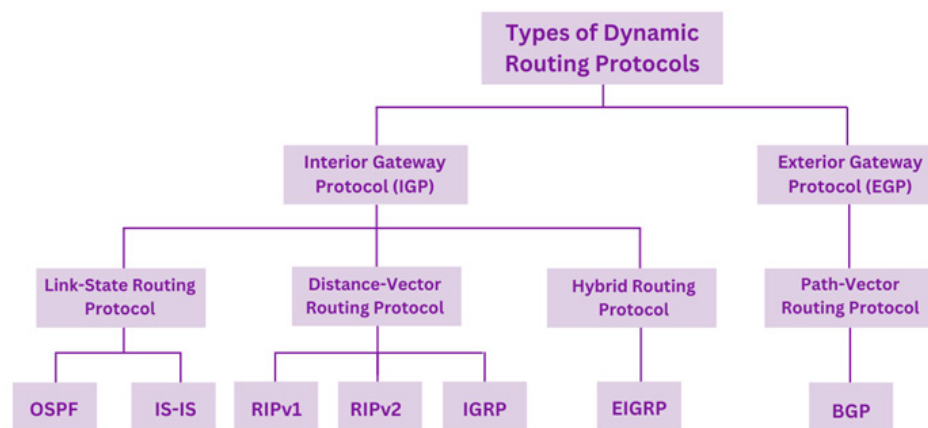 Types of Dynamic
Routing Protocols
Interior Gateway
Protocol (IGP)
Exterior Gateway
Protocol (EGP)
Link-State Routing
Protocol
Distance-Vector
Routing Protocol
Hybrid Routing
Protocol
Path-Vector
Routing Protocol
OSPF
IS-IS
RIPv1
RIPv2
IGRP
EIGRP
BGP